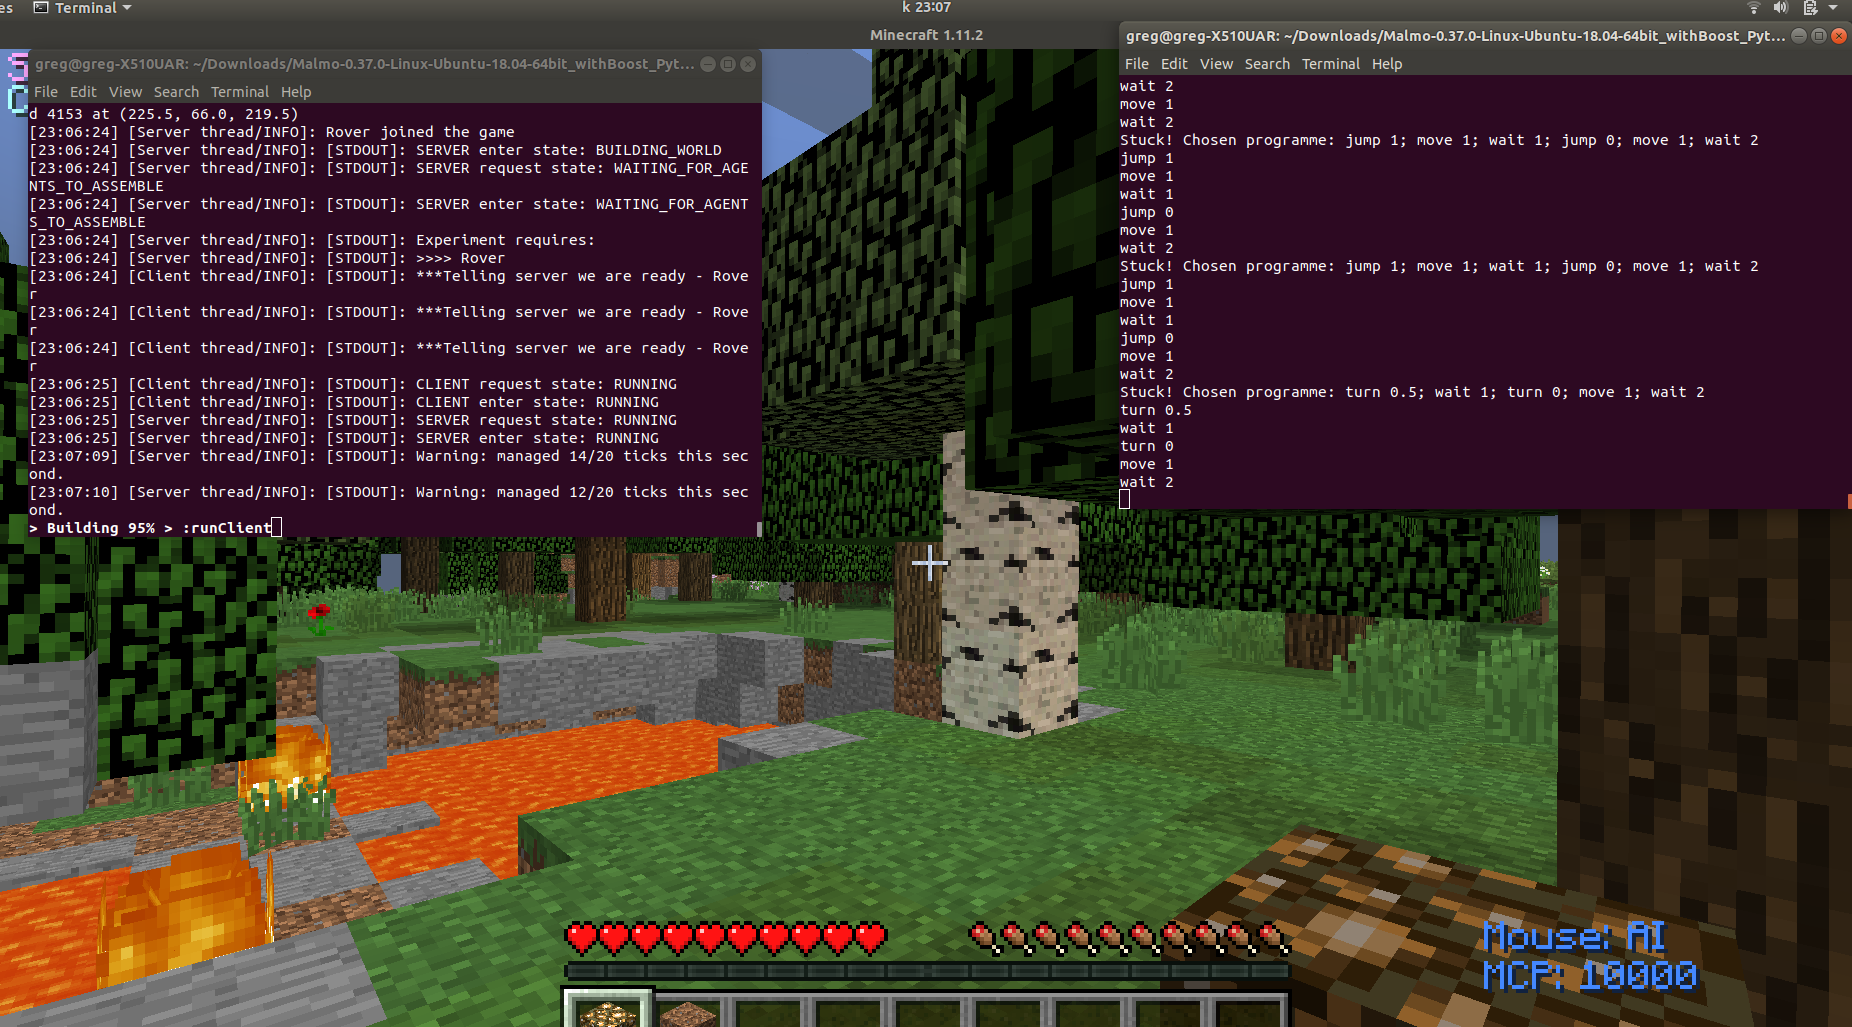 es Terminal k 23:07
Minecraft 1.11.2
greg@greg-X510UAR: ~/Downloads/Malmo-0.37.0-Linux-Ubuntu-18.04-64bit_withBoost_Pyt...
File Edit View Search Terminal Help
d 4153 at (225.5, 66.0, 219.5)
[23:06:24] [Server thread/INFO]: Rover joined the game
[23:06:24] [Server thread/INFO]: [STDOUT]: SERVER enter state: BUILDING_WORLD
[23:06:24] [Server thread/INFO]: [STDOUT]: SERVER request state: WAITING_FOR_AGE
NTS_TO_ASSEMBLE
[23:06:24] [Server thread/INFO]: [STDOUT]: SERVER enter state: WAITING_FOR_AGENT
S_TO_ASSEMBLE
[23:06:24] [Server thread/INFO]: [STDOUT]: Experiment requires:
[23:06:24] [Server thread/INFO]: [STDOUT]: >>>> Rover
[23:06:24] [Client thread/INFO]: [STDOUT]: ***Telling server we are ready - Rove
r
[23:06:24] [Client thread/INFO]: [STDOUT]: ***Telling server we are ready - Rove
r
[23:06:24] [Client thread/INFO]: [STDOUT]: ***Telling server we are ready - Rove
r
[23:06:25] [Client thread/INFO]: [STDOUT]: CLIENT request state: RUNNING
[23:06:25] [Client thread/INFO]: [STDOUT]: CLIENT enter state: RUNNING
[23:06:25] [Server thread/INFO]: [STDOUT]: SERVER request state: RUNNING
[23:06:25] [Server thread/INFO]: [STDOUT]: SERVER enter state: RUNNING
[23:07:09] [Server thread/INFO]: [STDOUT]: Warning: managed 14/20 ticks this sec
ond.
[23:07:10] [Server thread/INFO]: [STDOUT]: Warning: managed 12/20 ticks this sec
ond.
> Building 95% > :runClient
greg@greg-X510UAR: ~/Downloads/Malmo-0.37.0-Linux-Ubuntu-18.04-64bit_withBoost_Pyt...
File Edit View Search Terminal Help
wait 2
move 1
wait 2
Stuck! Chosen programme: jump 1; move 1; wait 1; jump 0; move 1; wait 2
jump 1
move 1
wait 1
jump 0
move 1
wait 2
Stuck! Chosen programme: jump 1; move 1; wait 1; jump 0; move 1; wait 2
jump 1
move 1
wait 1
jump 0
move 1
wait 2
Stuck! Chosen programme: turn 0.5; wait 1; turn 0; move 1; wait 2
turn 0.5
wait 1
turn 0
move 1
wait 2
Mouse: AI
MCP: 10000